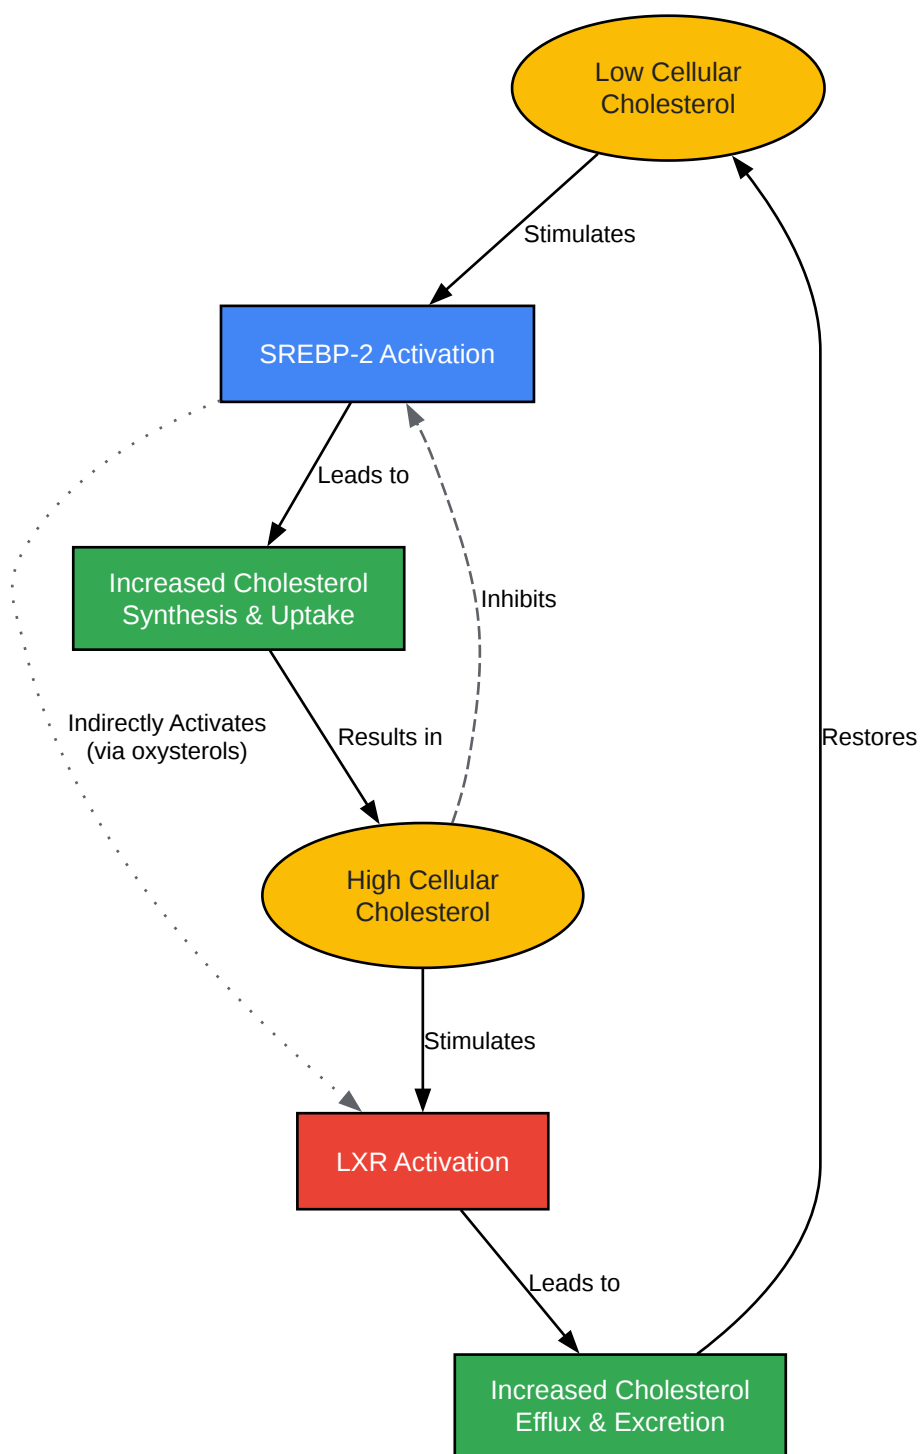 Low Cellular
Cholesterol
Stimulates
SREBP-2 Activation
Leads to
Increased Cholesterol
Synthesis & Uptake
Inhibits
Indirectly Activates
(via oxysterols)
Results in
Restores
High Cellular
Cholesterol
Stimulates
LXR Activation
Leads to
Increased Cholesterol
Efflux & Excretion